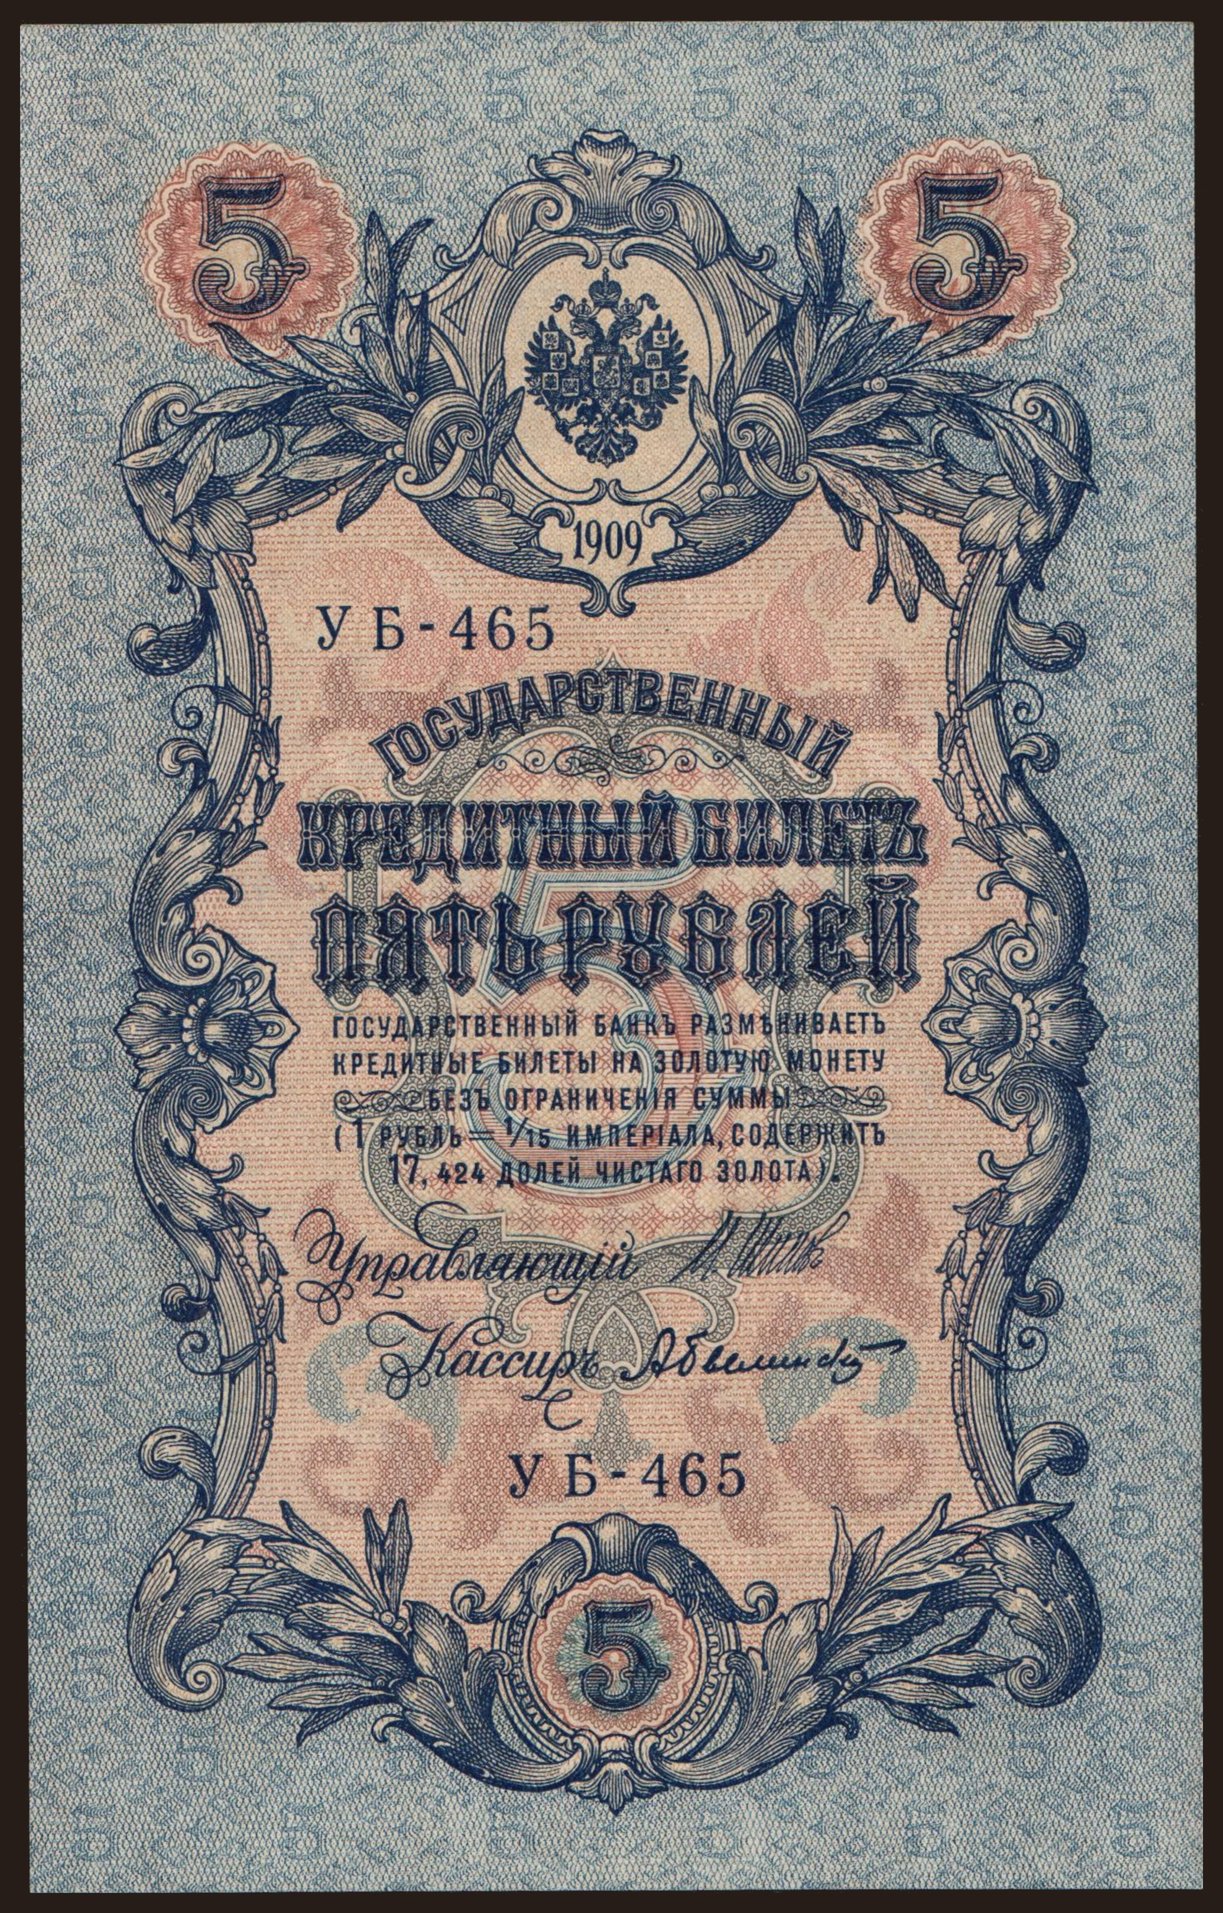 5 5
1909
УБ-465
ГОСУДАРСТВЕННЫЙ
КРЕДИТНЫЙ БИЛЕТЪ
ПЯТЬ РУБЛЕЙ
ГОСУДАРСТВЕННЫЙ БАНКЪ РАЗМѢНИВАЕТЪ
КРЕДИТНЫЕ БИЛЕТЫ НА ЗОЛОТУЮ МОНЕТУ
БЕЗЪ ОГРАНИЧЕНІЯ СУММЫ
(1 РУБЛЬ = 1/15 ИМПЕРІАЛА, СОДЕРЖИТЪ
17,424 ДОЛЕЙ ЧИСТАГО ЗОЛОТА).
Управляющій
Кассиръ
УБ-465
5